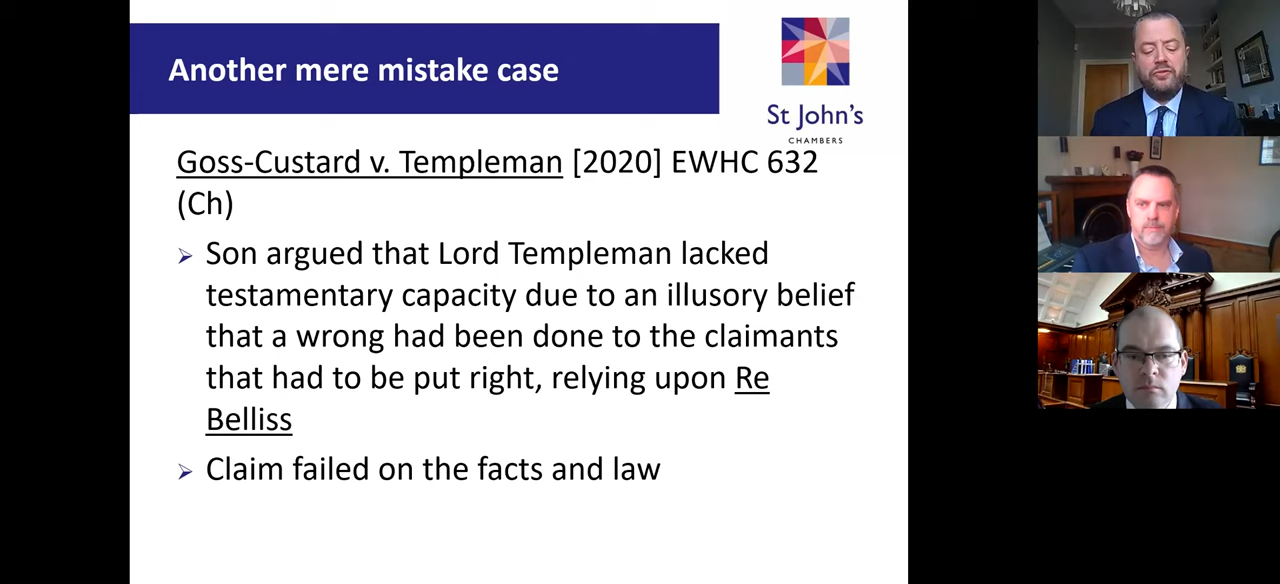 Another mere mistake case
St John's
CHAMBERS
Goss-Custard v. Templeman [2020] EWHC 632
(Ch)
➢ Son argued that Lord Templeman lacked
testamentary capacity due to an illusory belief
that a wrong had been done to the claimants
that had to be put right, relying upon Re
Belliss
➢ Claim failed on the facts and law